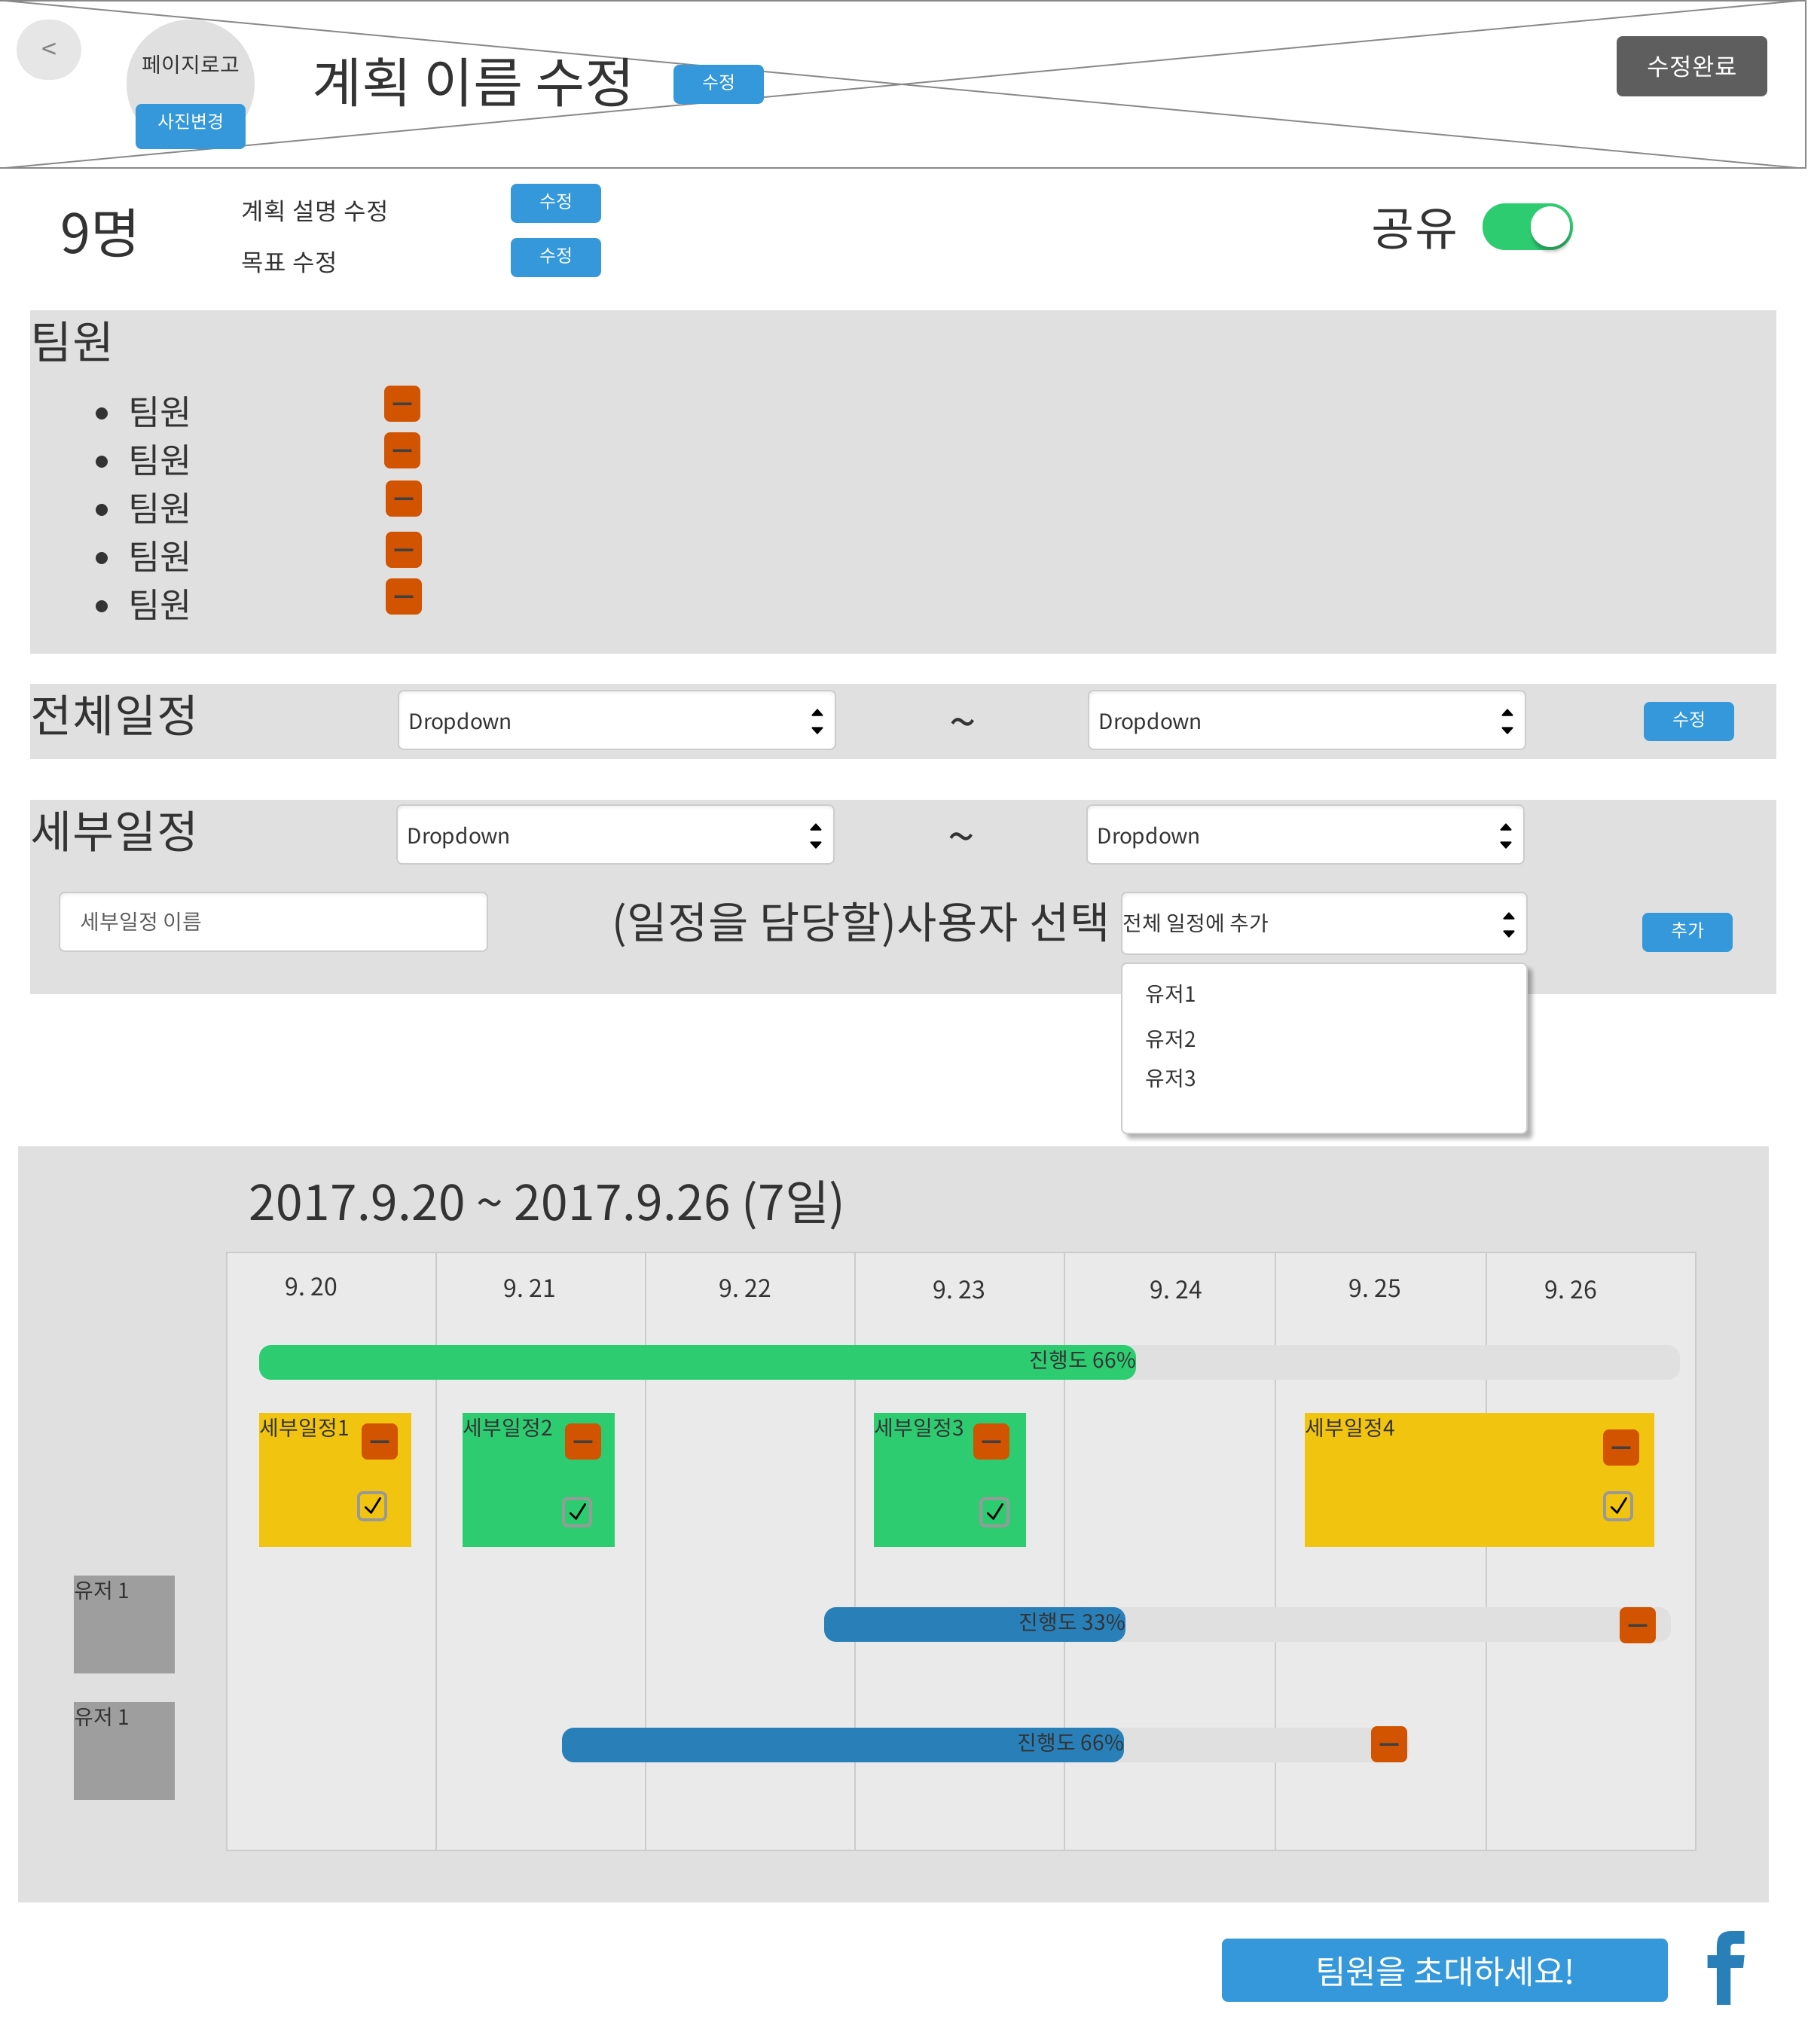 <
페이지로고
사진변경
계획 이름 수정
수정
수정완료
9명
계획 설명 수정
수정
목표 수정
수정
공유
팀원
• 팀원
• 팀원
• 팀원
• 팀원
• 팀원
전체일정
Dropdown
~
Dropdown
수정
세부일정
Dropdown
~
Dropdown
세부일정 이름
(일정을 담당할)사용자 선택
전체 일정에 추가
추가
유저1
유저2
유저3
2017.9.20 ~ 2017.9.26 (7일)
9. 20
9. 21
9. 22
9. 23
9. 24
9. 25
9. 26
진행도 66%
세부일정1
세부일정2
세부일정3
세부일정4
유저 1
진행도 33%
유저 1
진행도 66%
팀원을 초대하세요!
f